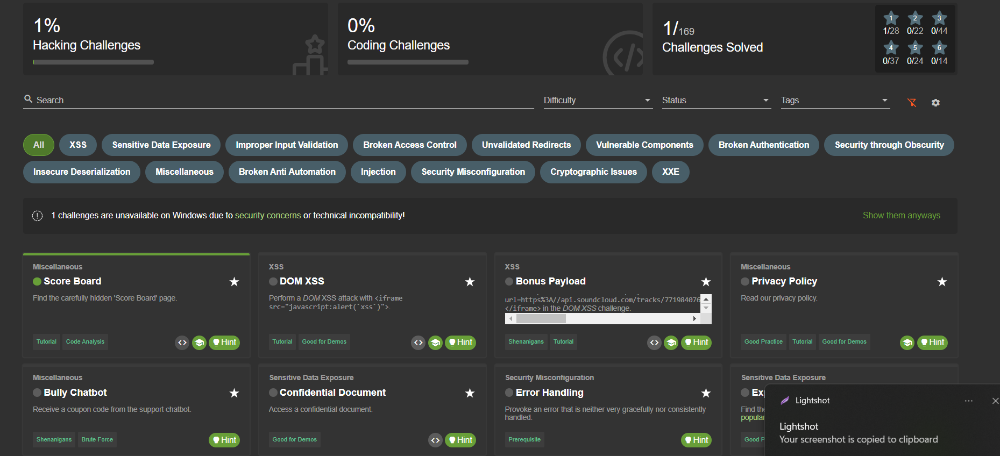 1%
Hacking Challenges
0%
Coding Challenges
1/169
Challenges Solved
1 2 3
1/28 0/22 0/44
4 5 6
0/37 0/24 0/14
Search
Difficulty
Status
Tags
All XSS Sensitive Data Exposure Improper Input Validation Broken Access Control Unvalidated Redirects Vulnerable Components Broken Authentication Security through Obscurity
Insecure Deserialization Miscellaneous Broken Anti Automation Injection Security Misconfiguration Cryptographic Issues XXE
1 challenges are unavailable on Windows due to security concerns or technical incompatibility!
Show them anyways
Miscellaneous
Score Board
Find the carefully hidden 'Score Board' page.
Tutorial Code Analysis
<> Hint
XSS
DOM XSS
Perform a DOM XSS attack with <iframe
src="javascript:alert(`xss`)">.
Tutorial Good for Demos
<> Hint
XSS
Bonus Payload
url=https%3A//api.soundcloud.com/tracks/771984076
</iframe> in the DOM XSS challenge.
Shenanigans Tutorial
<> Hint
Miscellaneous
Privacy Policy
Read our privacy policy.
Good Practice Tutorial Good for Demos
Hint
Miscellaneous
Bully Chatbot
Receive a coupon code from the support chatbot.
Shenanigans Brute Force
Hint
Sensitive Data Exposure
Confidential Document
Access a confidential document.
Good for Demos
<> Hint
Security Misconfiguration
Error Handling
Provoke an error that is neither very gracefully nor consistently
handled.
Prerequisite
Hint
Sensitive Data Exposure
Ex
Find the
popular
Good P
Lightshot
Lightshot
Your screenshot is copied to clipboard